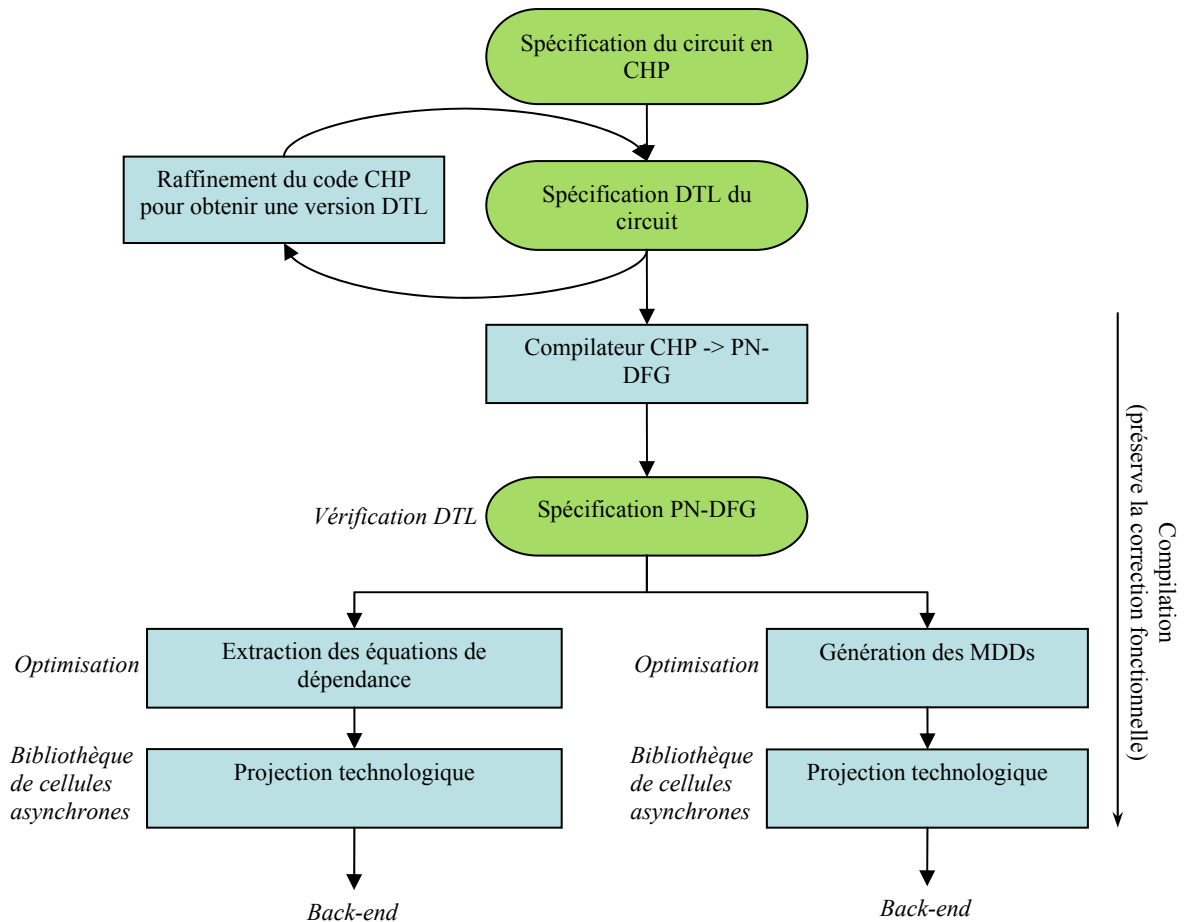 Spécification du circuit en
CHP
Raffinement du code CHP
pour obtenir une version DTL
Spécification DTL du
circuit
Compilateur CHP -> PN-
DFG
Vérification DTL
Spécification PN-DFG
Optimisation
Extraction des équations de
dépendance
Optimisation
Génération des MDDs
Bibliothèque
de cellules
asynchrones
Projection technologique
Bibliothèque
de cellules
asynchrones
Projection technologique
Back-end
Back-end
Compilation
(préserve la correction fonctionnelle)